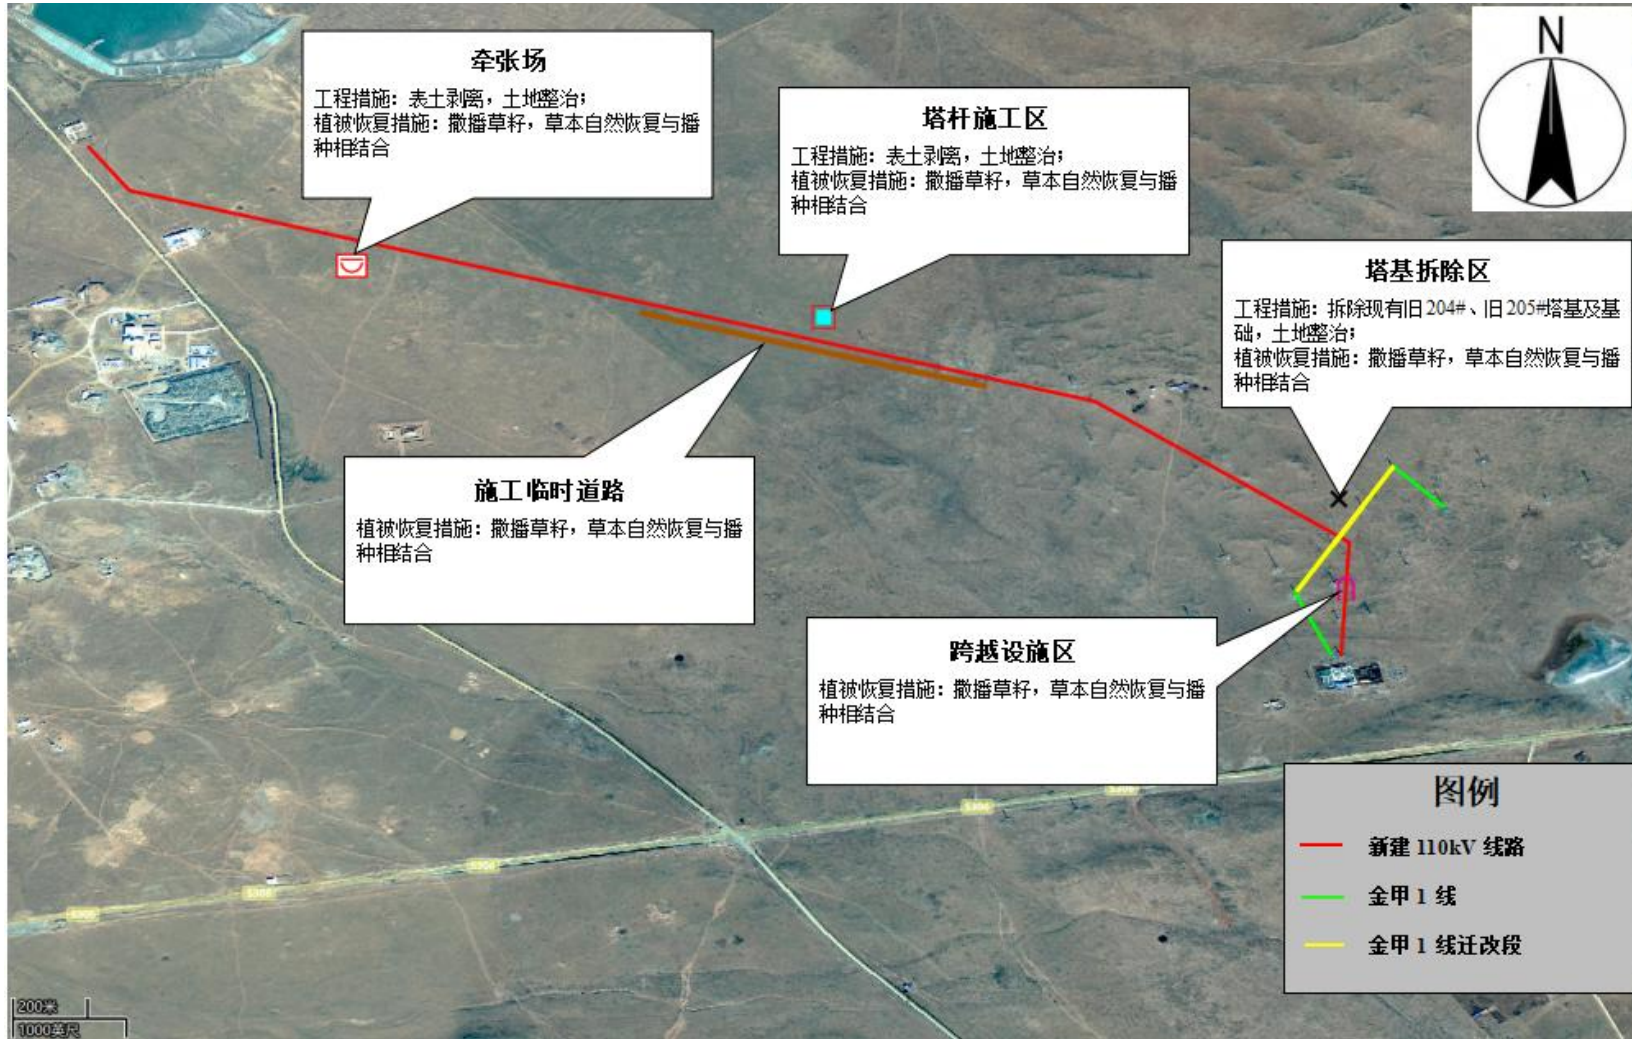 N
牵张场
工程措施：表土剥离，土地整治；
植被恢复措施：撒播草籽，草本自然恢复与播
种相结合
塔杆施工区
工程措施：表土剥离，土地整治；
植被恢复措施：撒播草籽，草本自然恢复与播
种相结合
塔基拆除区
工程措施：拆除现有旧204#、旧205#塔基及基
础，土地整治；
植被恢复措施：撒播草籽，草本自然恢复与播
种相结合
施工临时道路
植被恢复措施：撒播草籽，草本自然恢复与播
种相结合
跨越设施区
植被恢复措施：撒播草籽，草本自然恢复与播
种相结合
S308
图例
新建 110kV 线路
金甲 1 线
金甲 1 线迁改段
200米
1000英尺